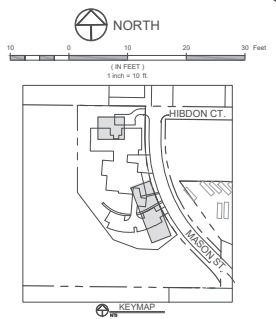 NORTH
10 0 10 20 30 Feet
( IN FEET )
1 inch = 10 ft.
HIBDON CT.
MASON ST.
KEYMAP